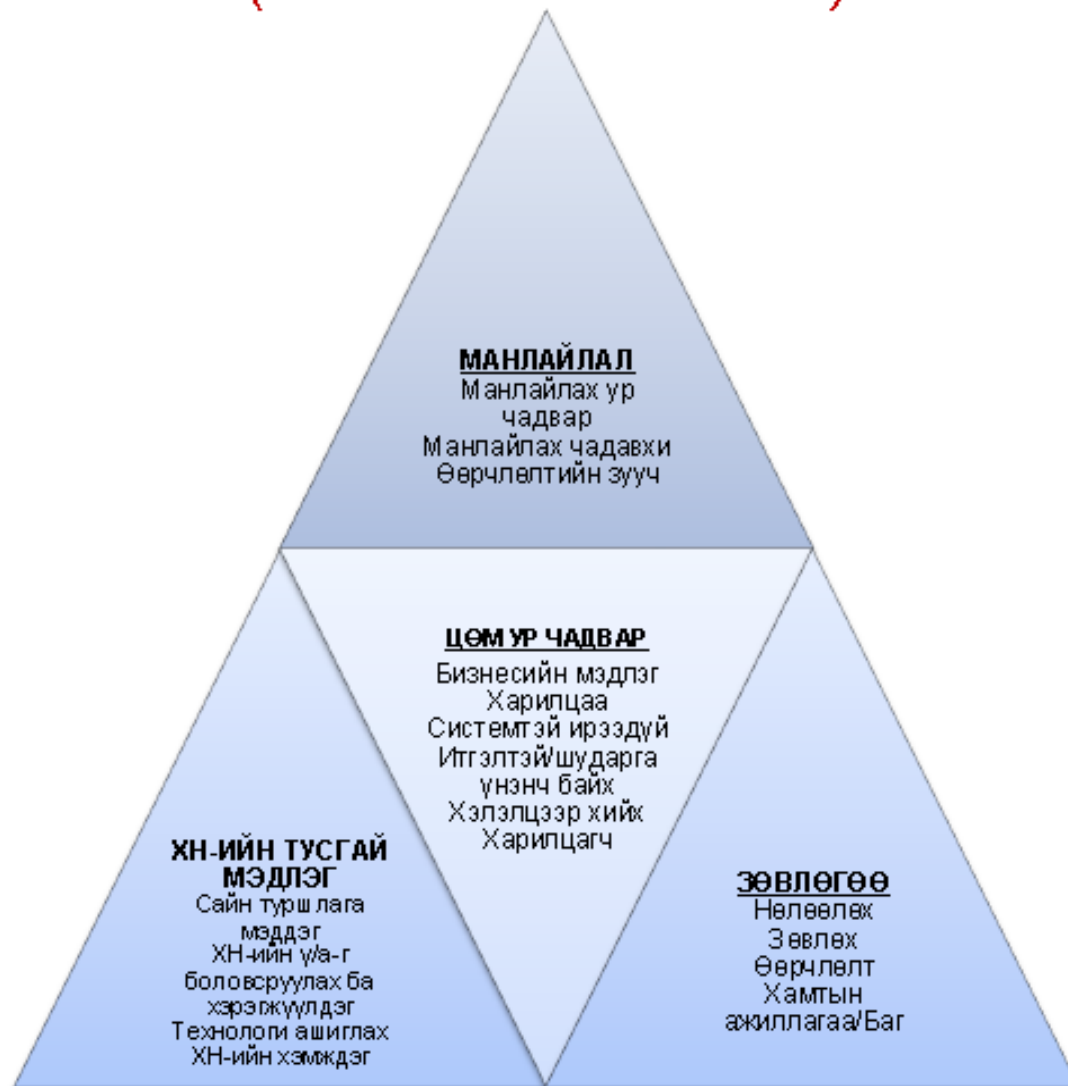 МАНЛАЙЛАЛ
Манлайлах ур
чадвар
Манлайлах чадавхи
Өөрчлөлтийн зууч
ЦӨМ УР ЧАДВАР
Бизнесийн мэдлэг
Харилцаа
Системтэй ирээдүй
Итгэлтэй/шударга
үнэнч байх
Хэлэлцээр хийх
Харилцагч
ХН-ИЙН ТУСГАЙ
МЭДЛЭГ
Сайн туршлага
мэддэг
ХН-ийн ү/а-г
боловсруулах ба
хэрэгжүүлдэг
Технологи ашиглах
ХН-ийн хэмждэг
ЗӨВЛӨГӨӨ
Нөлөөлөх
Зөвлөх
Өөрчлөлт
Хамтын
ажиллагаа/Баг